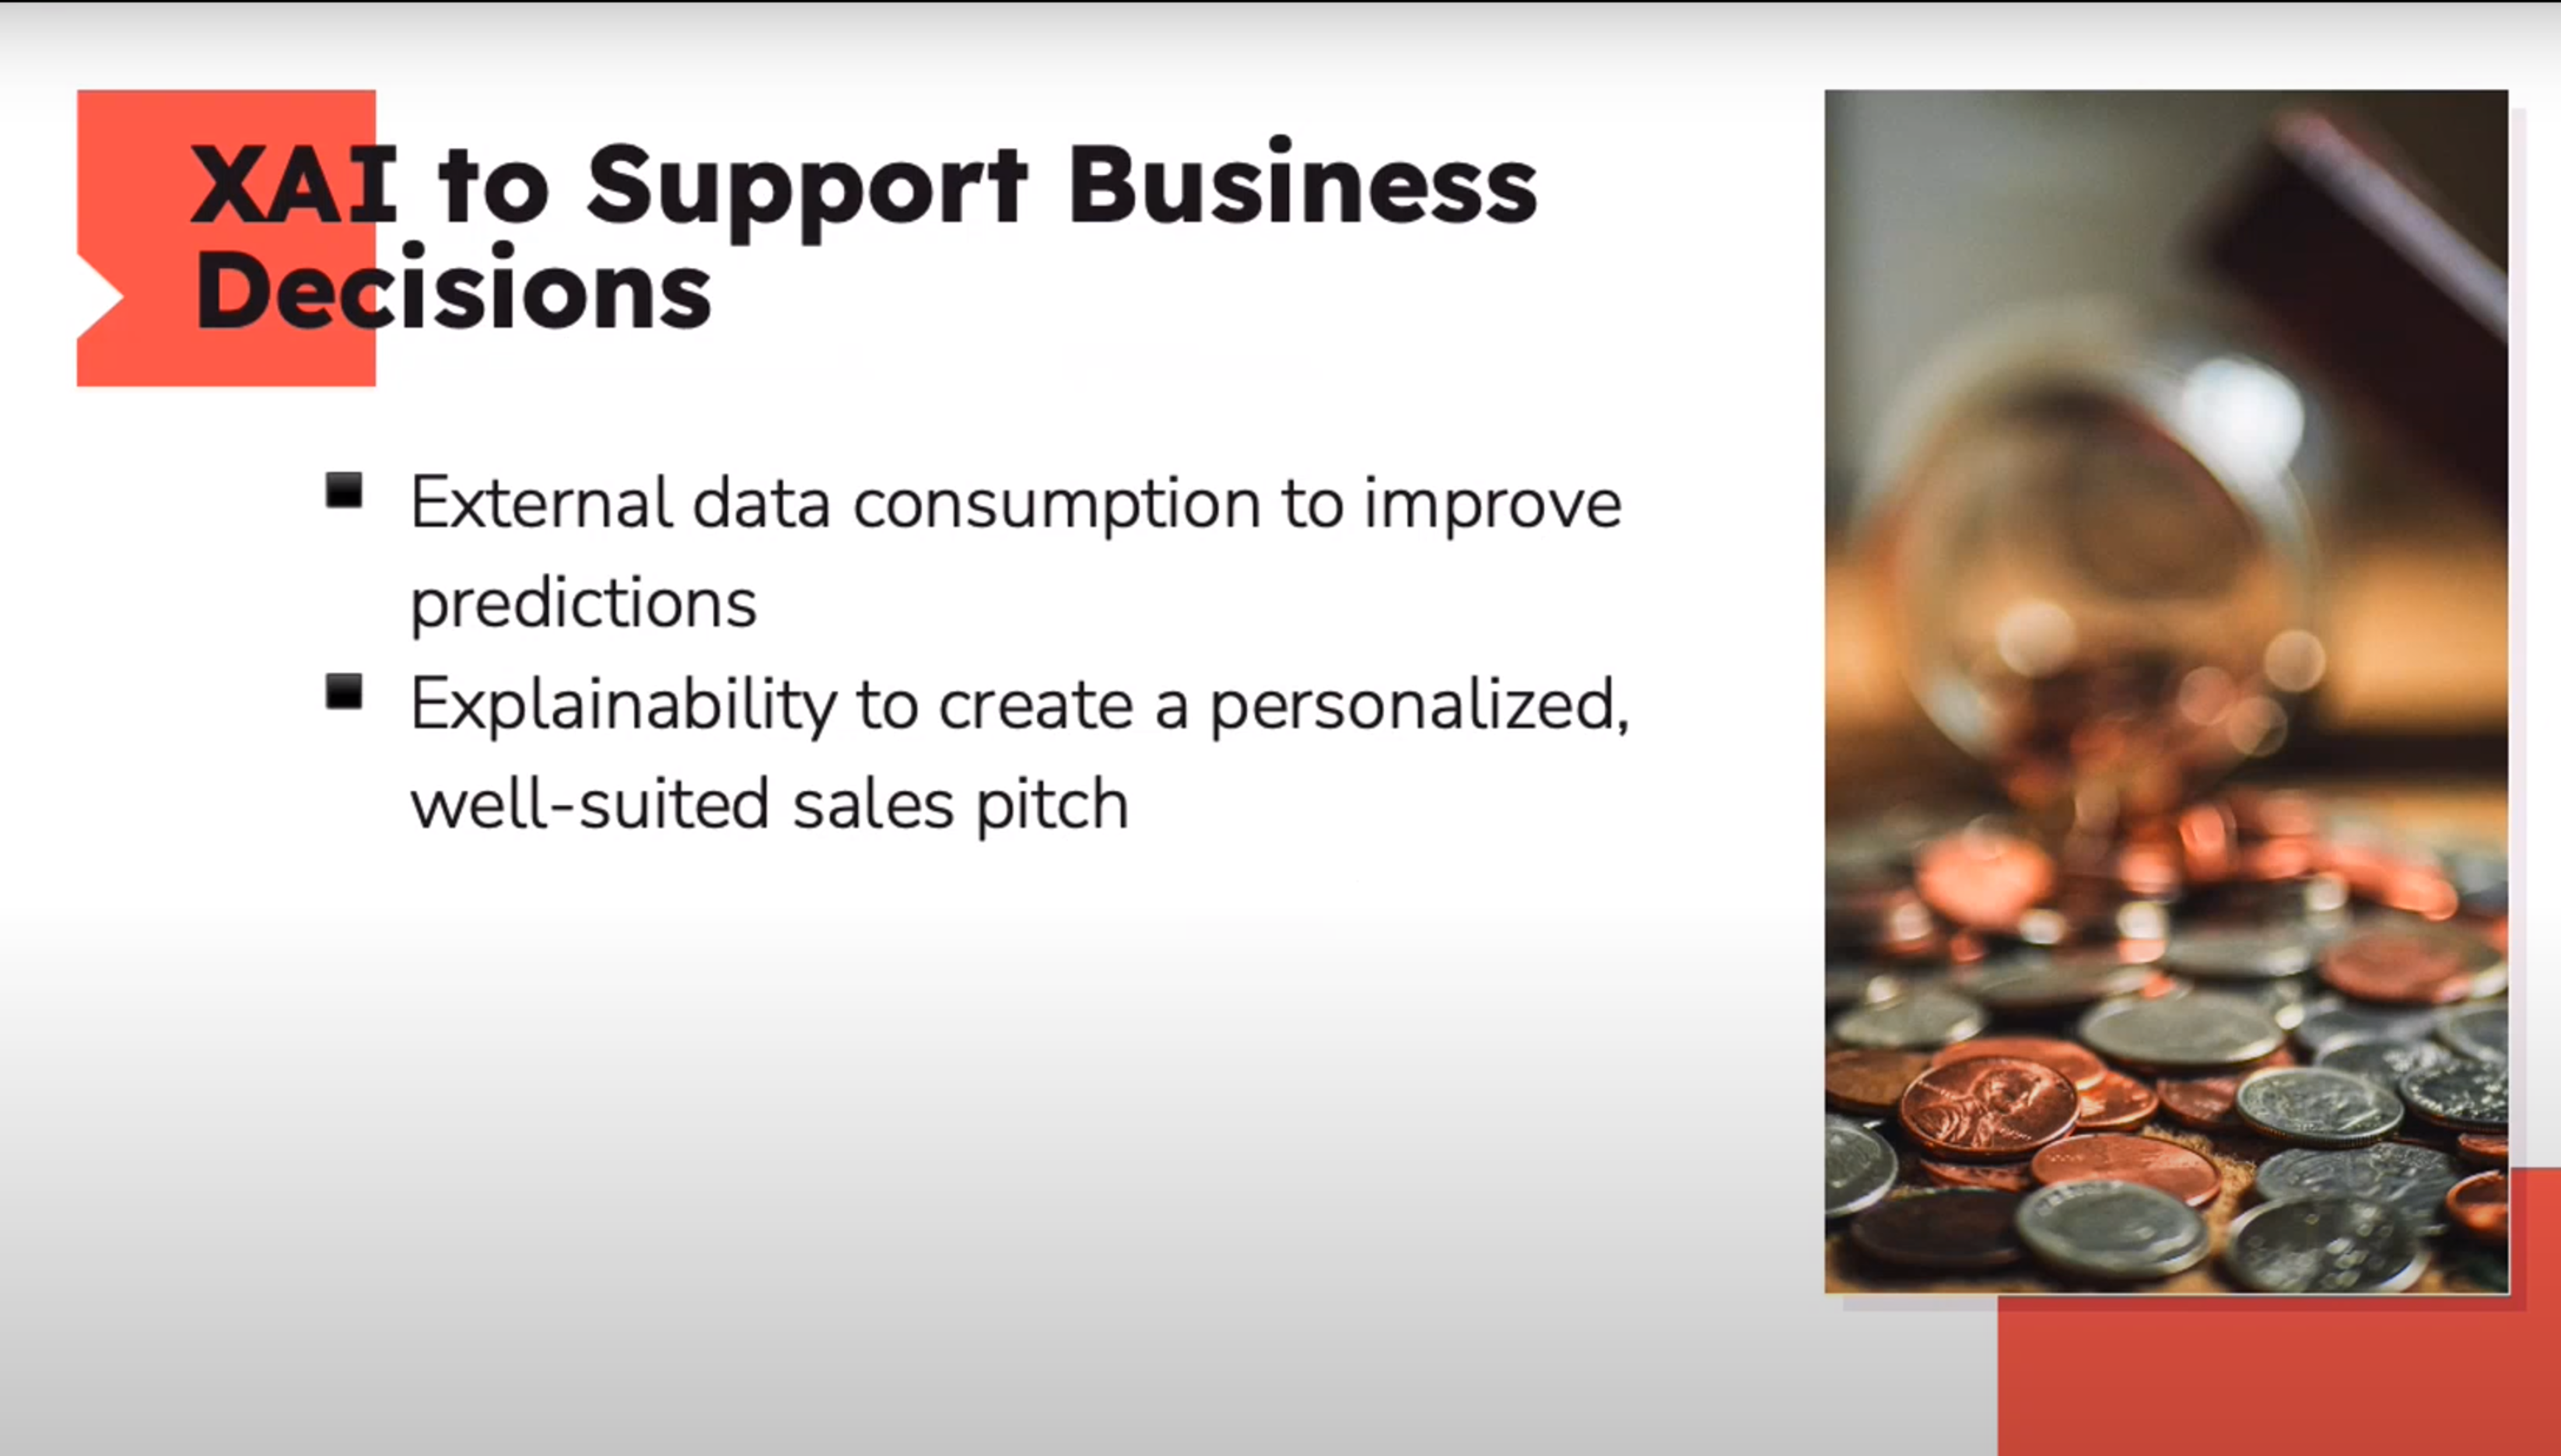 XAI to Support Business
Decisions
External data consumption to improve
predictions
Explainability to create a personalized,
well-suited sales pitch